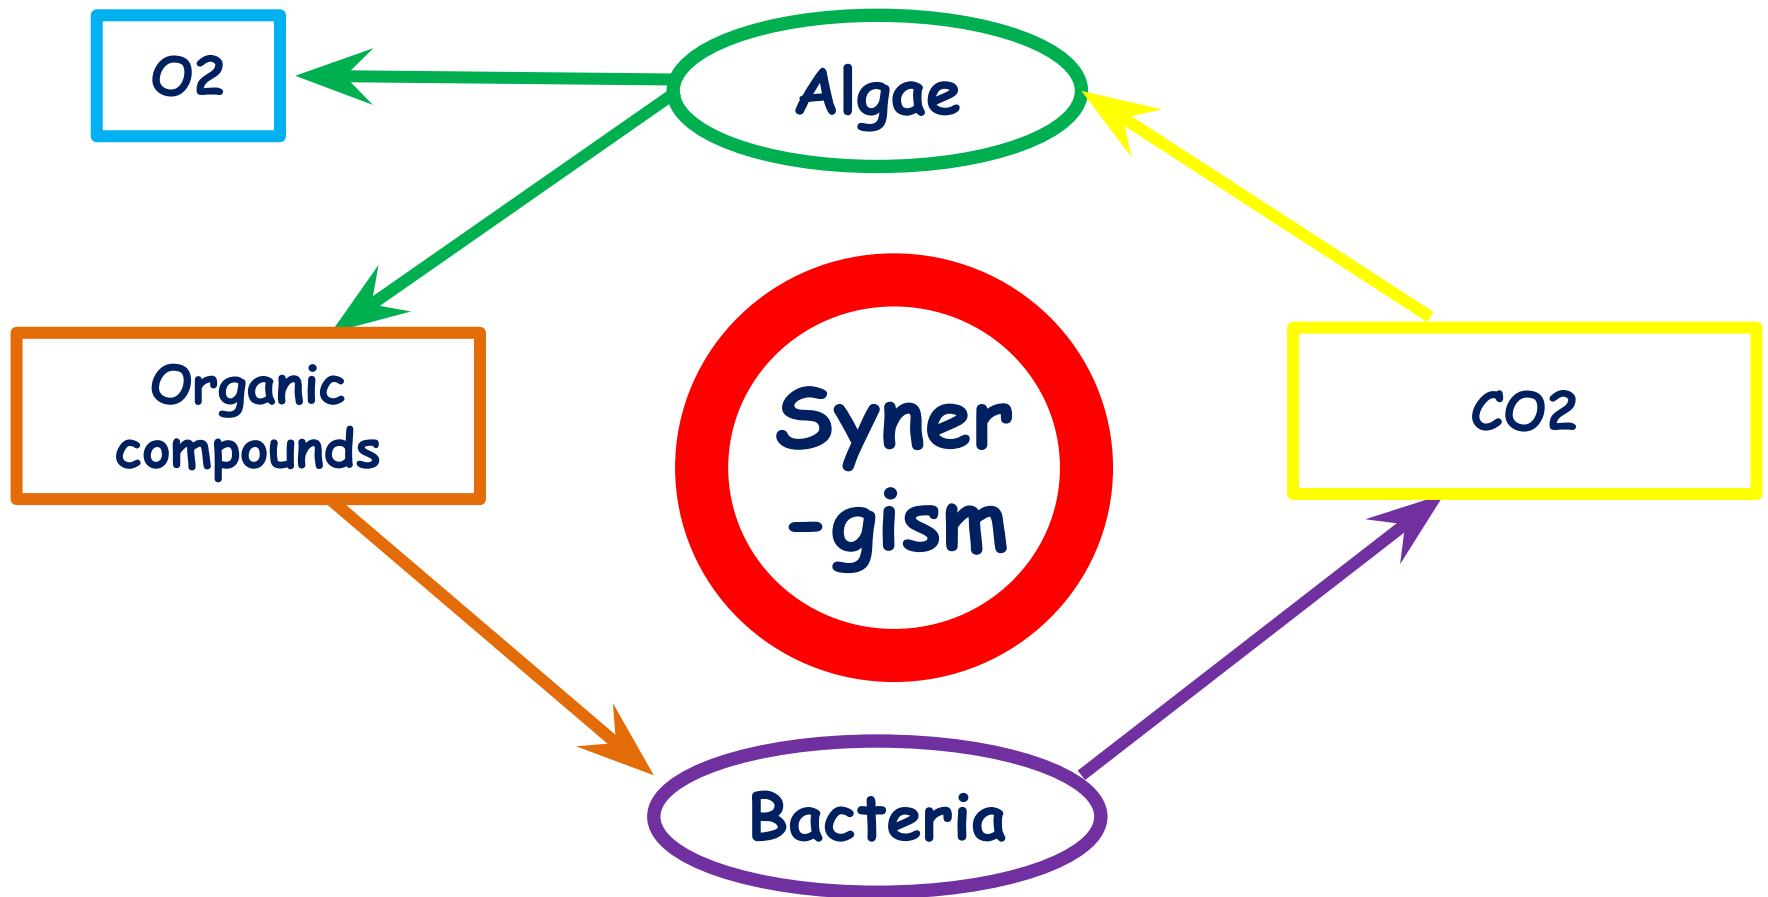 O2
Algae
Organic
compounds
Syner
-gism
CO2
Bacteria